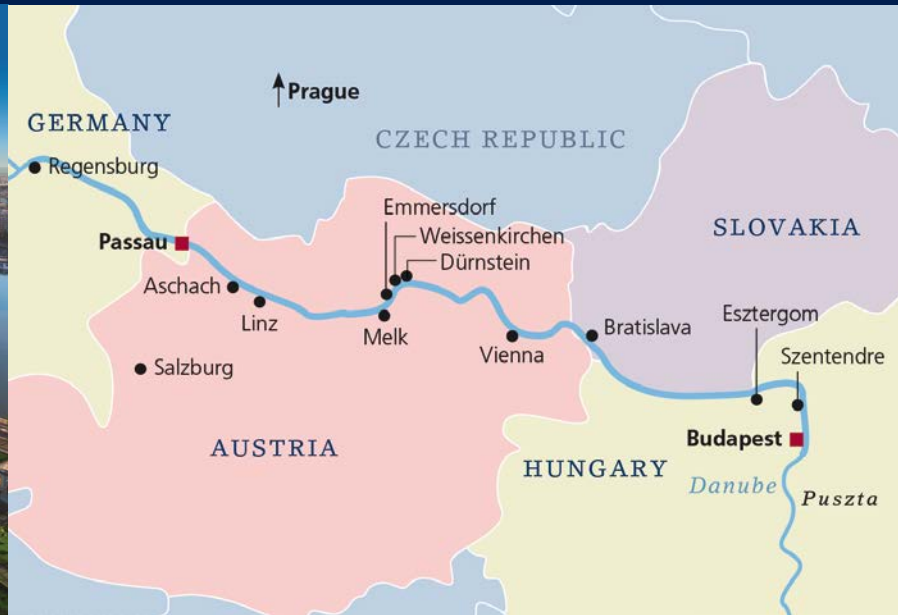 Prague
GERMANY
CZECH REPUBLIC
Regensburg
Emmersdorf
Weissenkirchen
SLOVAKIA
Passau
Dürnstein
Aschach
Linz
Melk
Vienna
Bratislava
Esztergom
Szentendre
Salzburg
AUSTRIA
Budapest
HUNGARY
Danube
Puszta